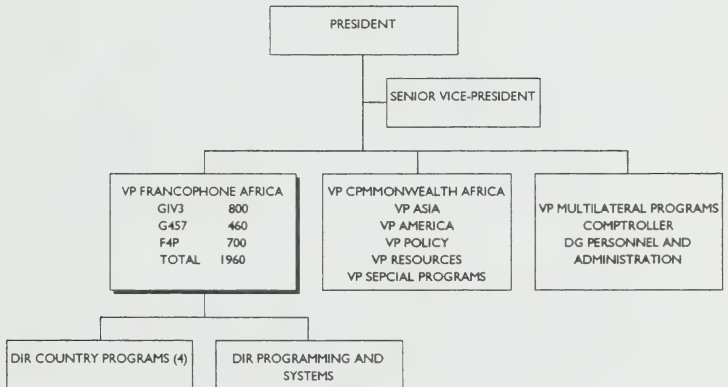 PRESIDENT
SENIOR VICE-PRESIDENT
VP FRANCOPHONE AFRICA
GIV3 800
G457 460
F4P 700
TOTAL 1960
VP CPMMONWEALTH AFRICA
VP ASIA
VP AMERICA
VP POLICY
VP RESOURCES
VP SEPCIAL PROGRAMS
VP MULTILATERAL PROGRAMS
COMPTROLLER
DG PERSONNEL AND
ADMINISTRATION
DIR COUNTRY PROGRAMS (4)
DIR PROGRAMMING AND
SYSTEMS